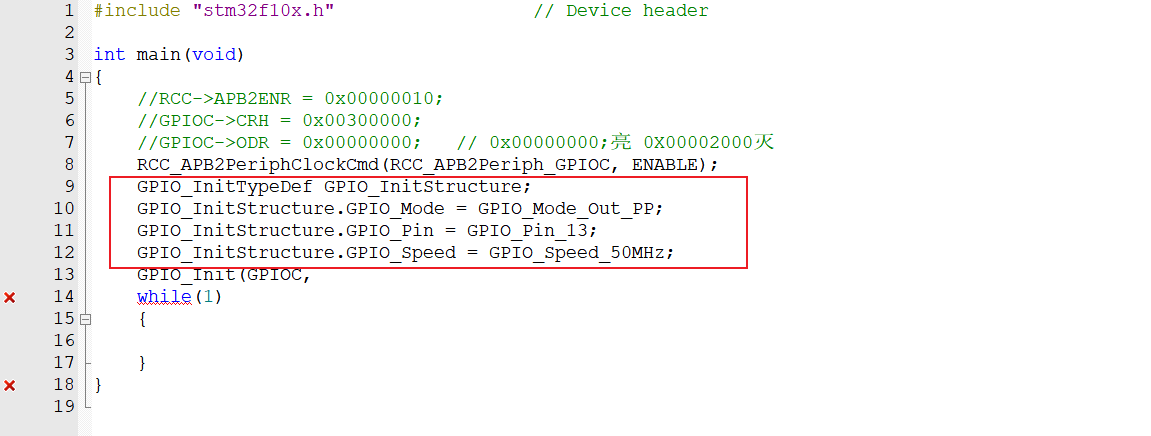 1 #include "stm32f10x.h" // Device header
2
3 int main(void)
4 {
5 //RCC->APB2ENR = 0x00000010;
6 //GPIOC->CRH = 0x00300000;
7 //GPIOC->ODR = 0x00000000; // 0x00000000;亮 0X00002000灭
8 RCC_APB2PeriphClockCmd(RCC_APB2Periph_GPIOC, ENABLE);
9 GPIO_InitTypeDef GPIO_InitStructure;
10 GPIO_InitStructure.GPIO_Mode = GPIO_Mode_Out_PP;
11 GPIO_InitStructure.GPIO_Pin = GPIO_Pin_13;
12 GPIO_InitStructure.GPIO_Speed = GPIO_Speed_50MHz;
13 GPIO_Init(GPIOC,
14 while(1)
15 {
16
17 }
18 }
19